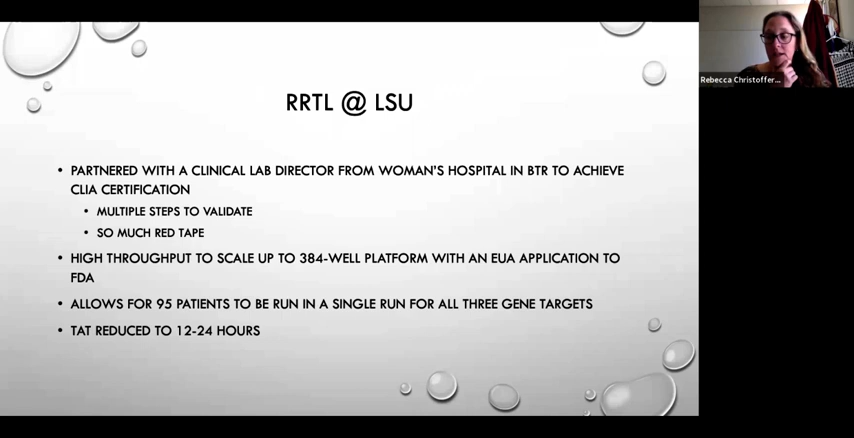 RRTL @ LSU
• PARTNERED WITH A CLINICAL LAB DIRECTOR FROM WOMAN'S HOSPITAL IN BTR TO ACHIEVE
CLIA CERTIFICATION
• MULTIPLE STEPS TO VALIDATE
• SO MUCH RED TAPE
• HIGH THROUGHPUT TO SCALE UP TO 384-WELL PLATFORM WITH AN EUA APPLICATION TO
FDA
• ALLOWS FOR 95 PATIENTS TO BE RUN IN A SINGLE RUN FOR ALL THREE GENE TARGETS
• TAT REDUCED TO 12-24 HOURS
Rebecca Christoffer...